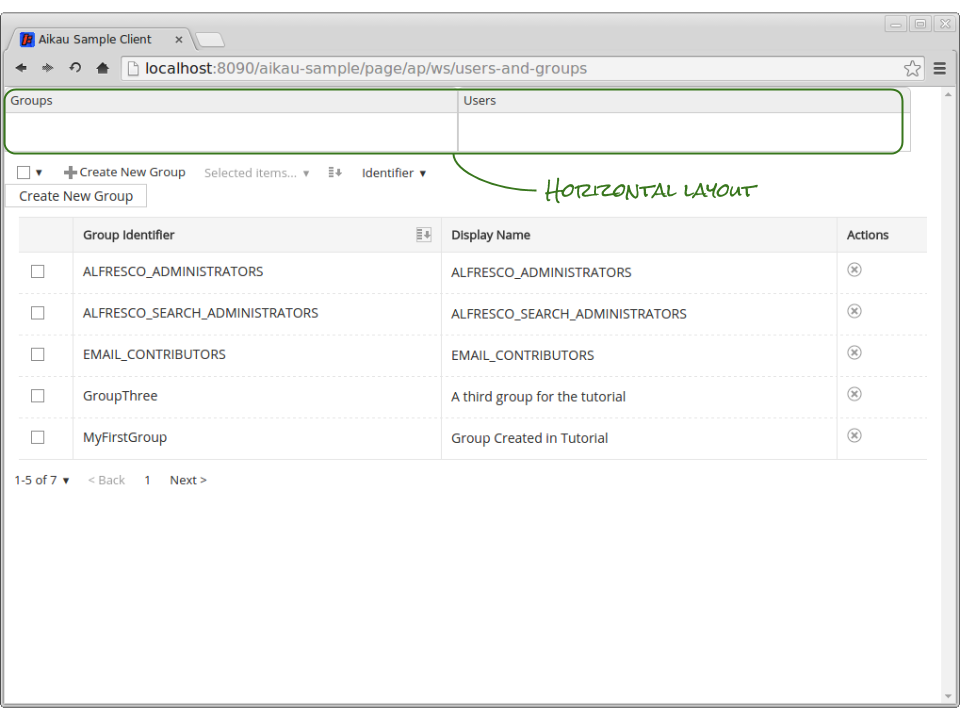 Aikau Sample Client ×
localhost:8090/aikau-sample/page/ap/ws/users-and-groups
Groups Users
Create New Group Selected items... Identifier
Horizontal layout
Create New Group
Group Identifier Display Name Actions
ALFRESCO_ADMINISTRATORS ALFRESCO_ADMINISTRATORS
ALFRESCO_SEARCH_ADMINISTRATORS ALFRESCO_SEARCH_ADMINISTRATORS
EMAIL_CONTRIBUTORS EMAIL_CONTRIBUTORS
GroupThree A third group for the tutorial
MyFirstGroup Group Created in Tutorial
1-5 of 7 < Back 1 Next >